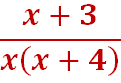 x + 3
x(x + 4)